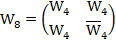 W₈ = (W₄ W₄
W₄ W̅₄)